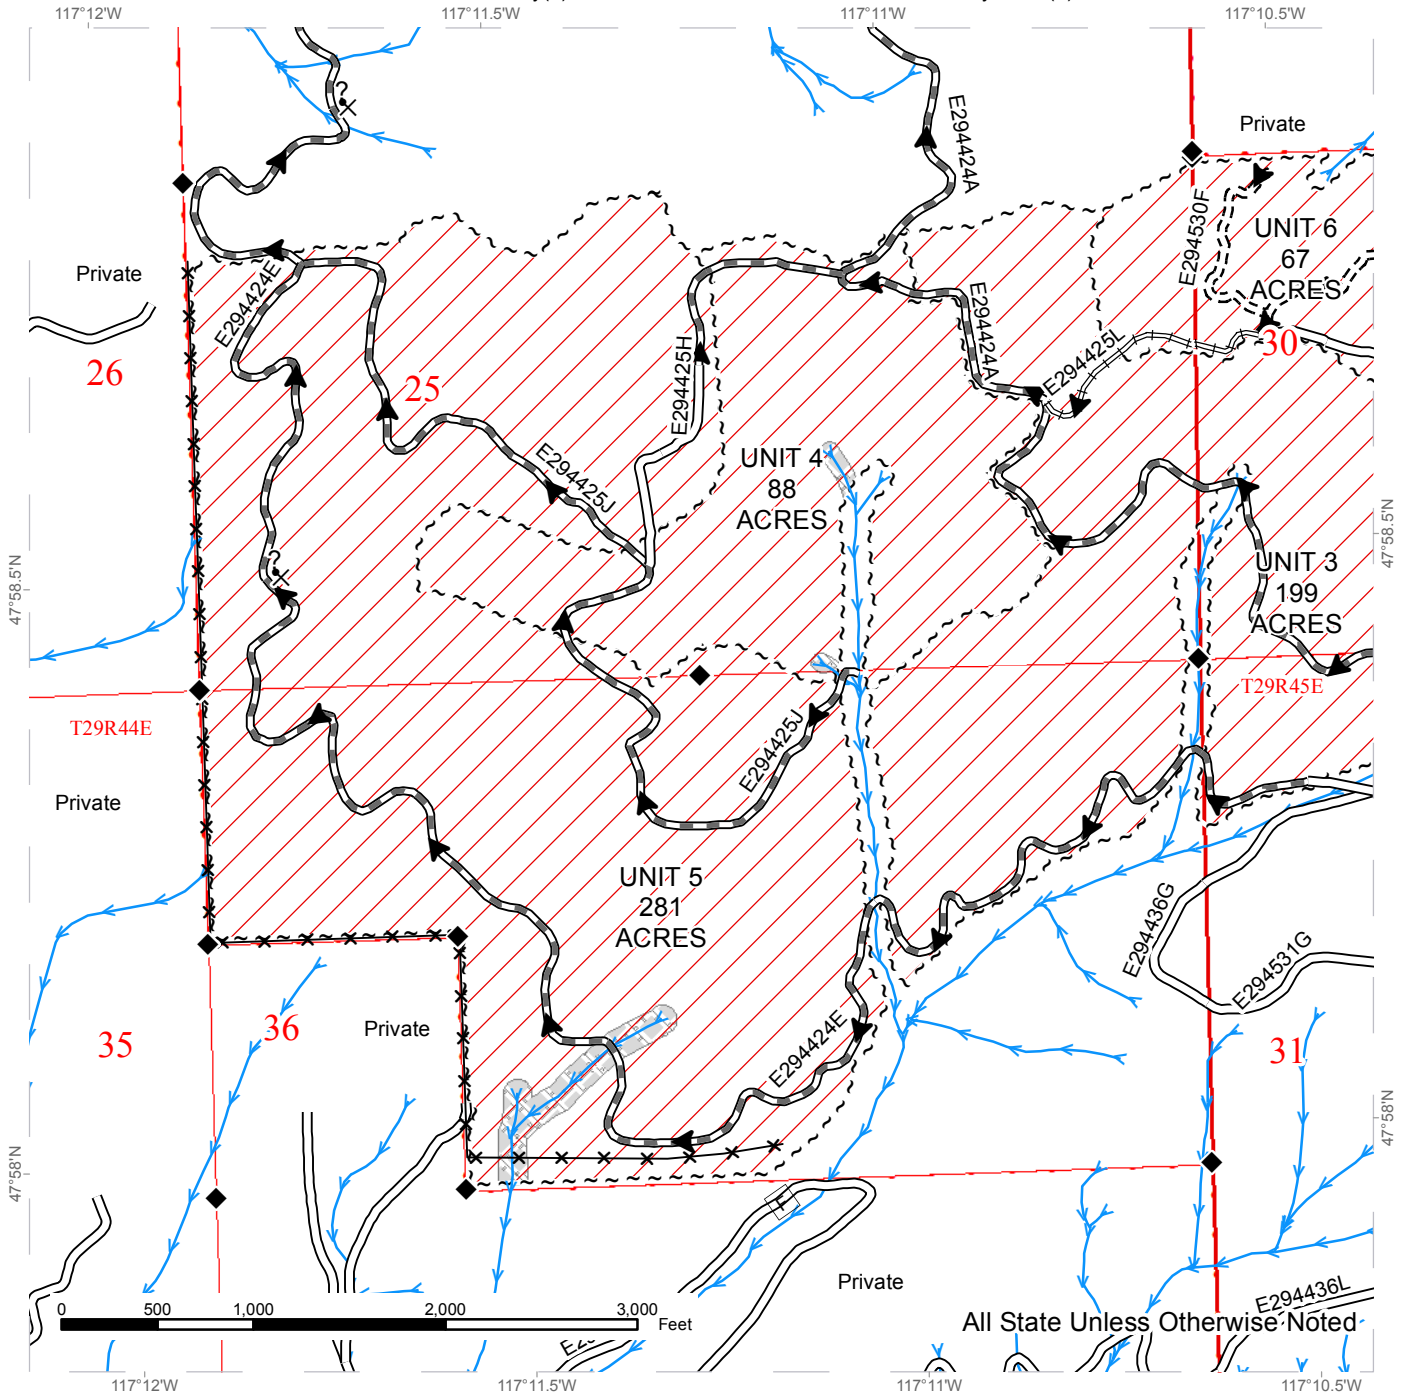 117°12'W
117°11.5'W
117°11'W
117°10.5'W
?
E294424A
Private
E294530F
UNIT 6
67
ACRES
Private
E294424E
E294425H
E294424A
E294425L
30
26
25
UNIT 4
88
ACRES
E294425J
47°58.5'N
47°58.5'N
?
UNIT 3
199
ACRES
T29R44E
T29R45E
E294425J
Private
UNIT 5
281
ACRES
E294436G
E294531G
35
36
Private
E294424E
31
47°58'N
47°58'N
F
Private
E294436L
0
500
1,000
2,000
3,000
Feet
All State Unless Otherwise Noted
117°12'W
117°11.5'W
117°11'W
117°10.5'W